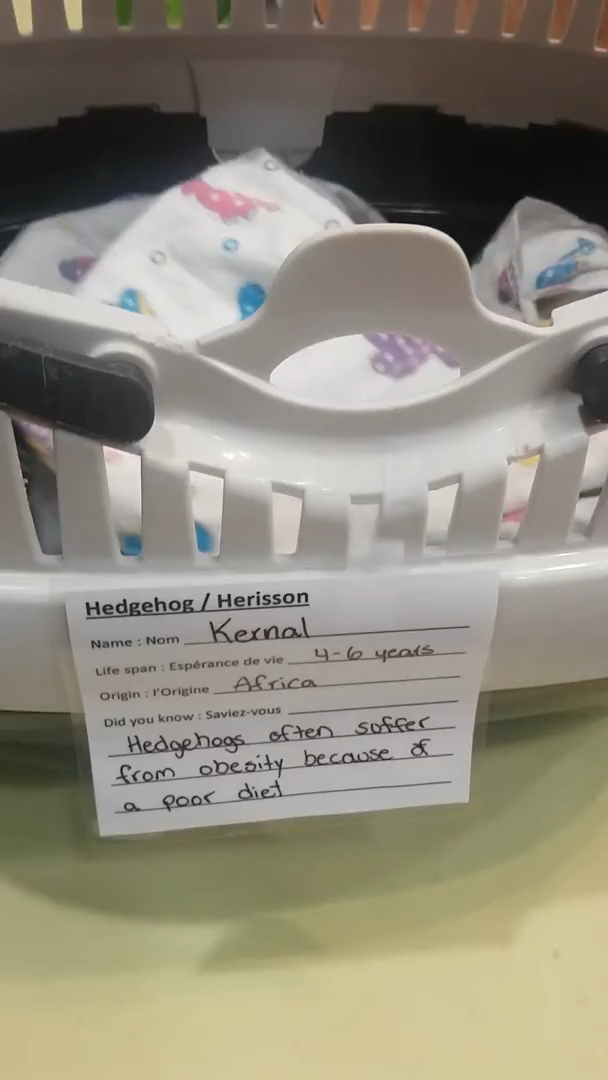 Hedgehog / Herisson
Name : Nom Kernal
Life span : Espérance de vie 4-6 years
Origin : l'Origine Africa
Did you know : Saviez-vous
Hedgehogs often suffer
from obesity because of
a poor diet